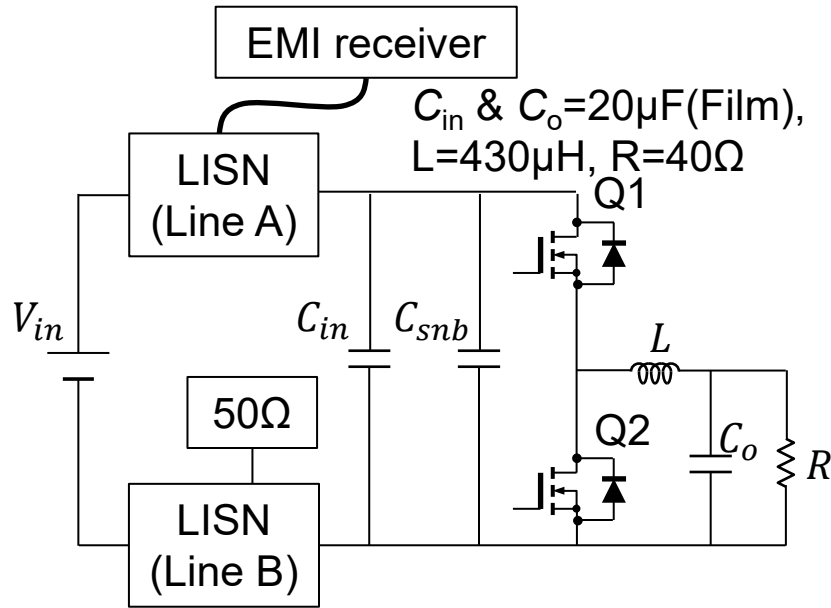 EMI receiver
C_in & C_o=20μF(Film),
L=430μH, R=40Ω
LISN
(Line A)
Q1
V_in
C_in
C_snb
L
50Ω
Q2
C_o
R
LISN
(Line B)